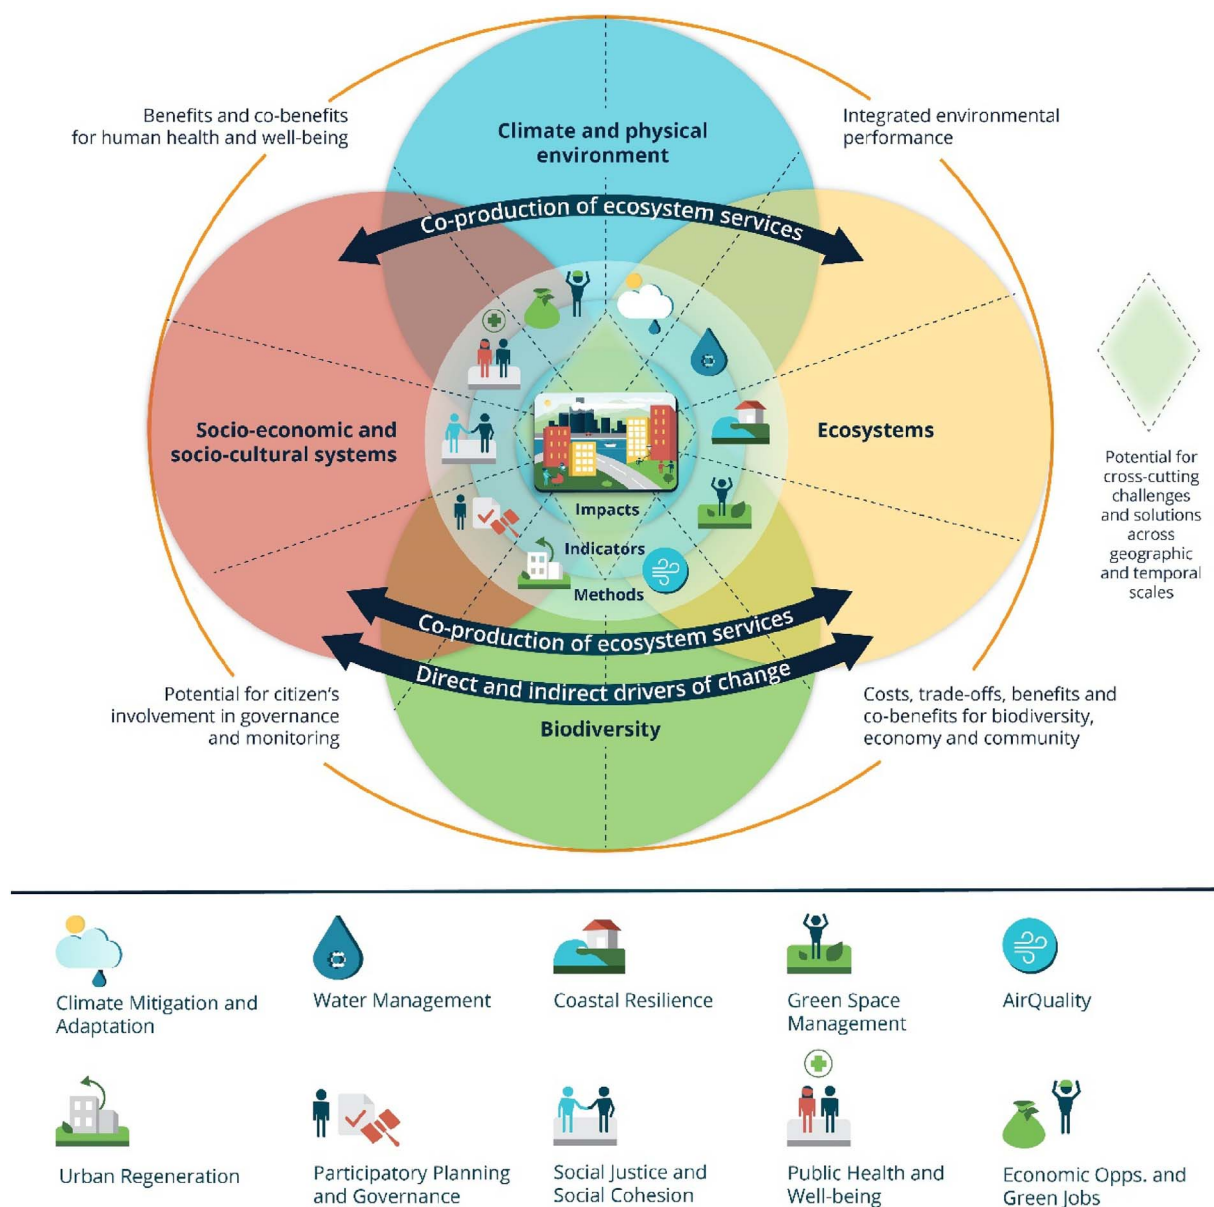 Benefits and co-benefits
for human health and well-being
Climate and physical
environment
Integrated environmental
performance
Co-production of ecosystem services
Socio-economic and
socio-cultural systems
Ecosystems
Potential for
cross-cutting
challenges
and solutions
across
geographic
and temporal
scales
Impacts
Indicators
Methods
Co-production of ecosystem services
Direct and indirect drivers of change
Biodiversity
Potential for citizen's
involvement in governance
and monitoring
Costs, trade-offs, benefits and
co-benefits for biodiversity,
economy and community
Climate Mitigation and
Adaptation
Water Management
Coastal Resilience
Green Space
Management
AirQuality
Urban Regeneration
Participatory Planning
and Governance
Social Justice and
Social Cohesion
Public Health and
Well-being
Economic Opps. and
Green Jobs